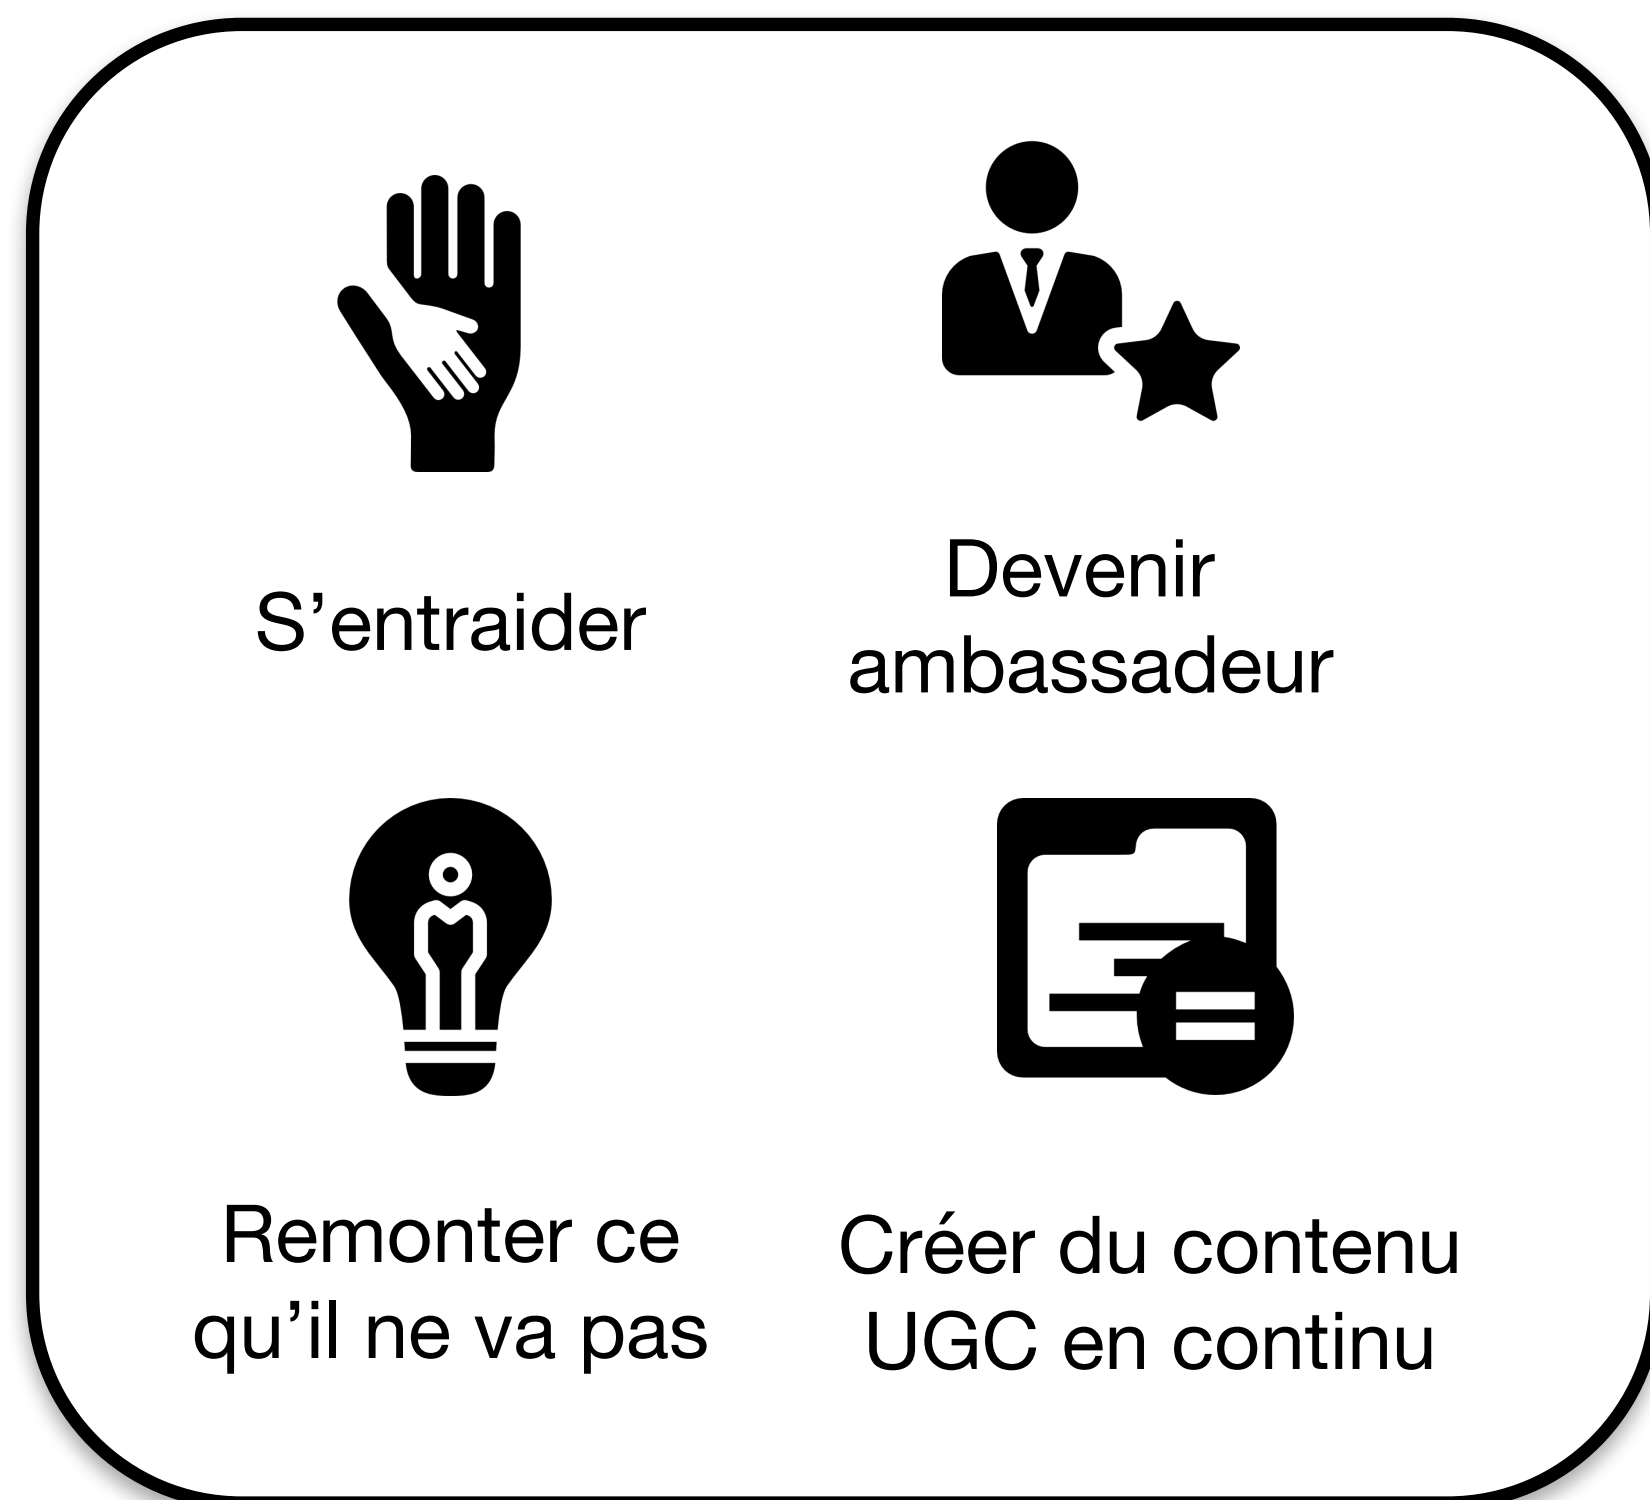 S’entraider
Devenir
ambassadeur
Remonter ce
qu’il ne va pas
Créer du contenu
UGC en continu